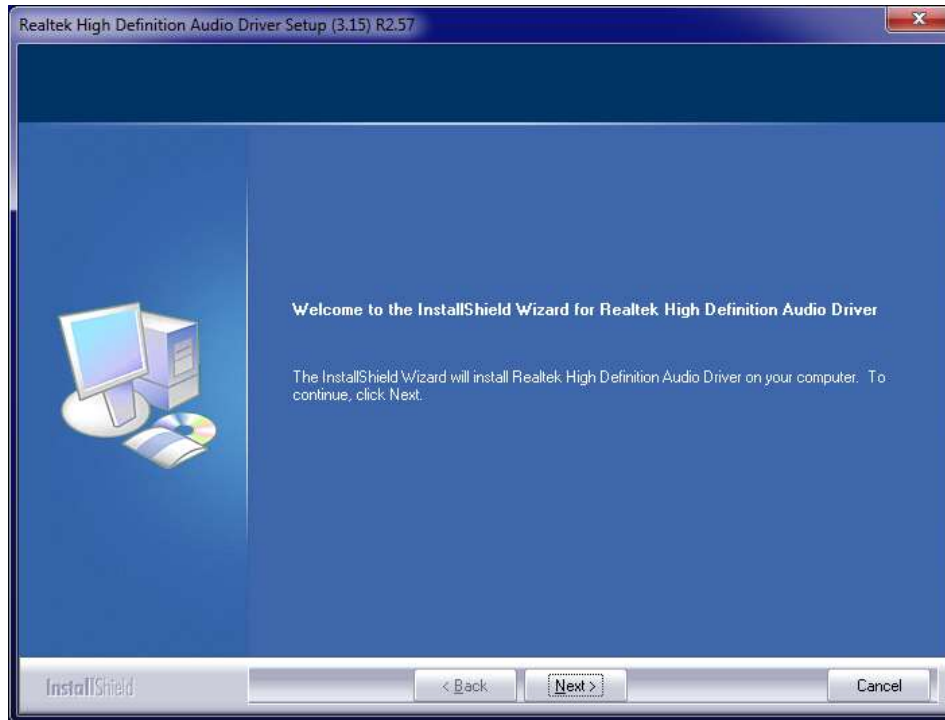 Realtek High Definition Audio Driver Setup (3.15) R2.57
Welcome to the InstallShield Wizard for Realtek High Definition Audio Driver
The InstallShield Wizard will install Realtek High Definition Audio Driver on your computer. To
continue, click Next.
InstallShield
< Back
Next >
Cancel